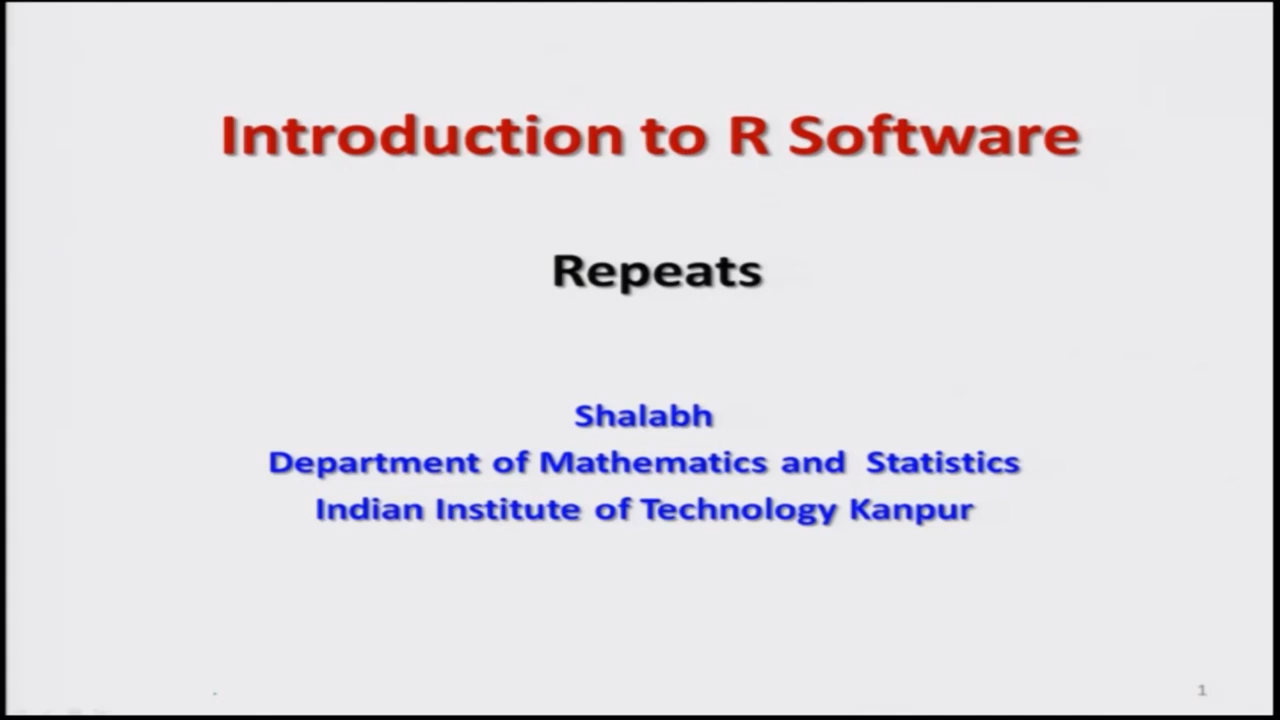 Introduction to R Software
Repeats
Shalabh
Department of Mathematics and Statistics
Indian Institute of Technology Kanpur
1